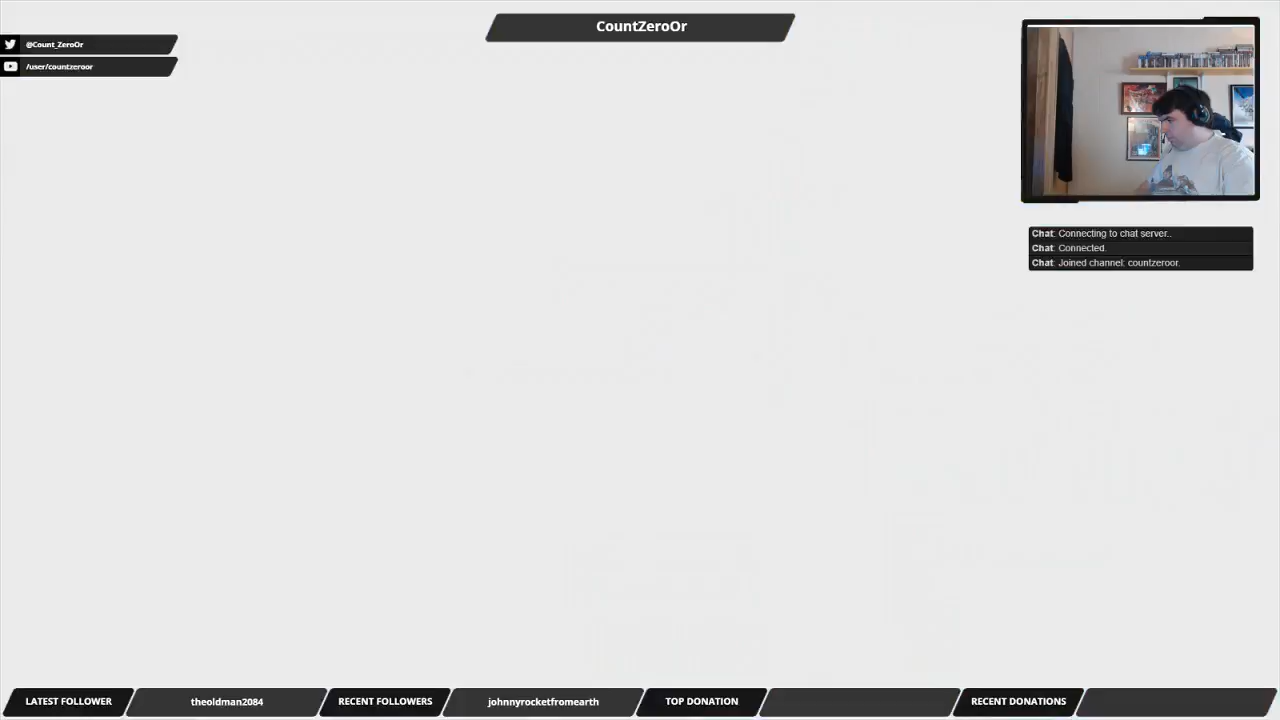 CountZeroOr
@Count_ZeroOr
/user/countzeroor
Chat: Connecting to chat server..
Chat: Connected.
Chat: Joined channel: countzeroor.
LATEST FOLLOWER theoldman2084 RECENT FOLLOWERS johnnyrocketfromearth TOP DONATION RECENT DONATIONS